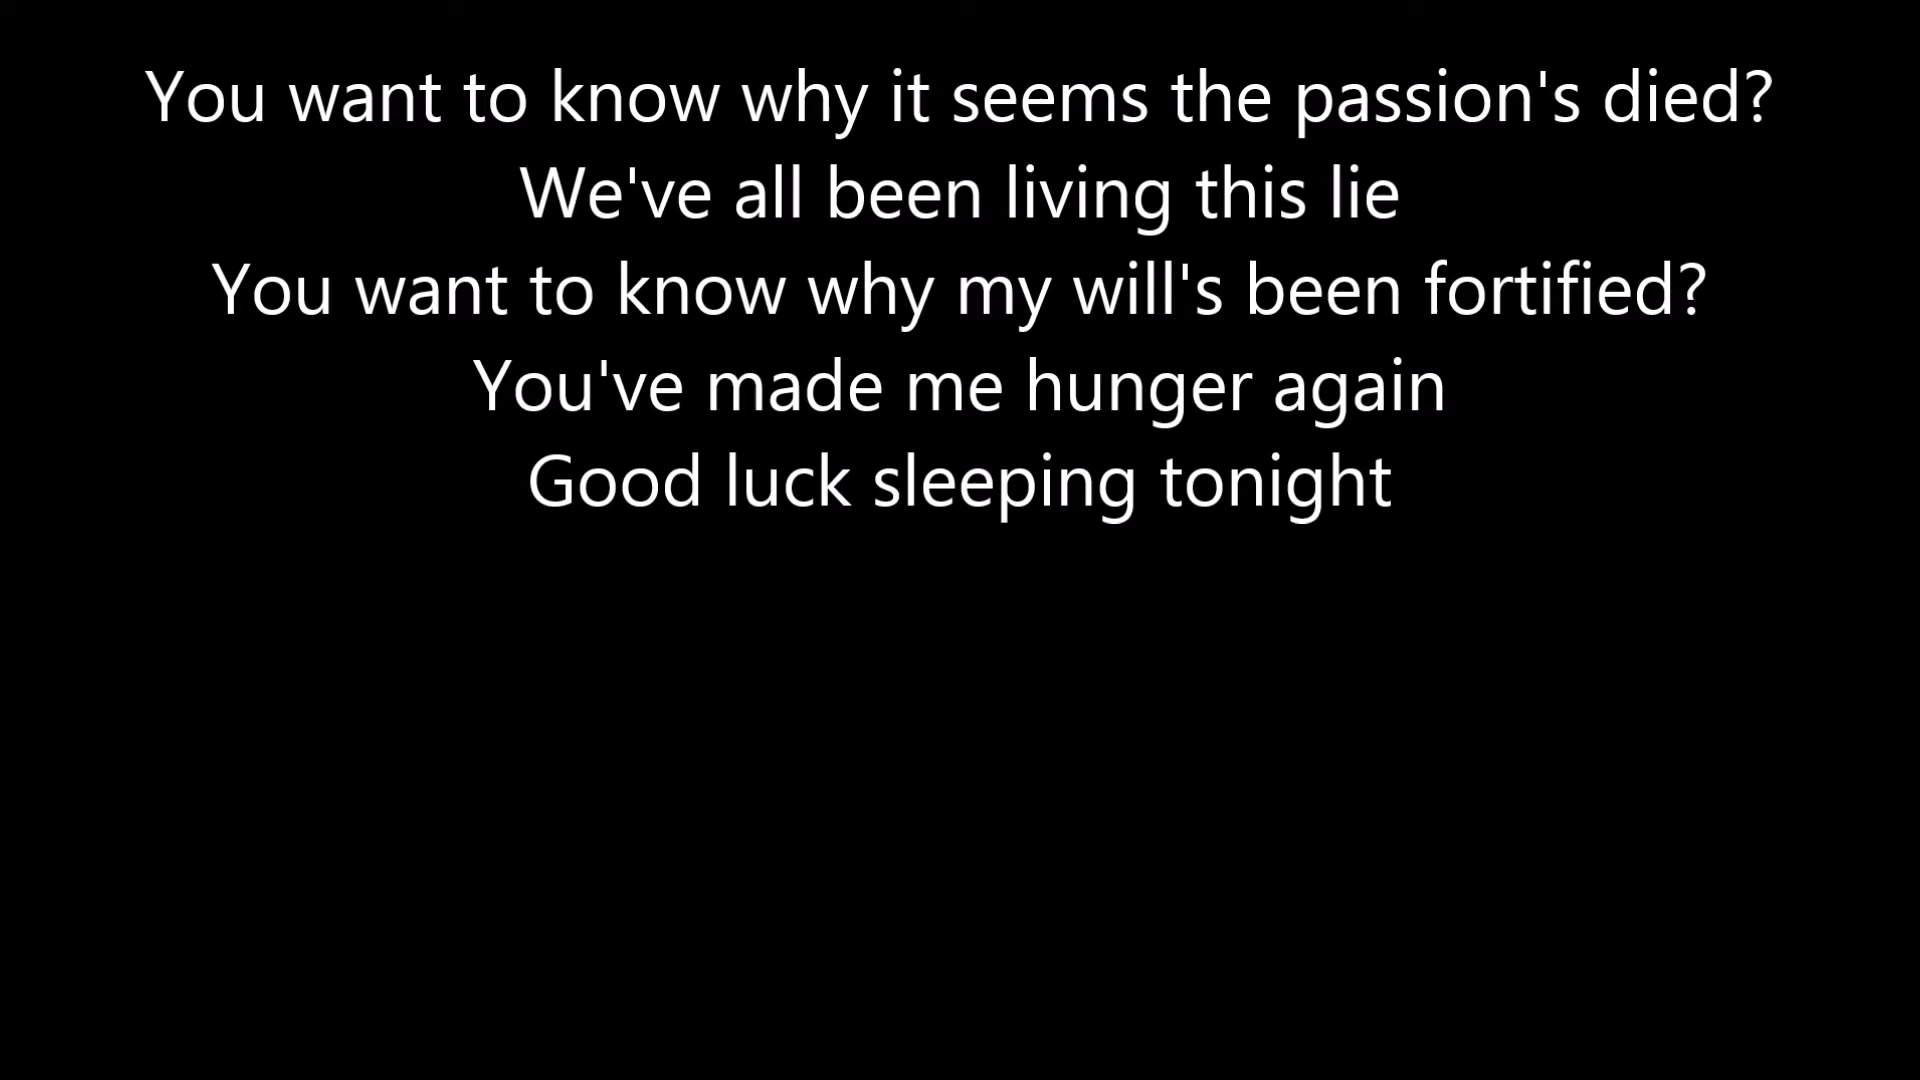 You want to know why it seems the passion's died?
We've all been living this lie
You want to know why my will's been fortified?
You've made me hunger again
Good luck sleeping tonight